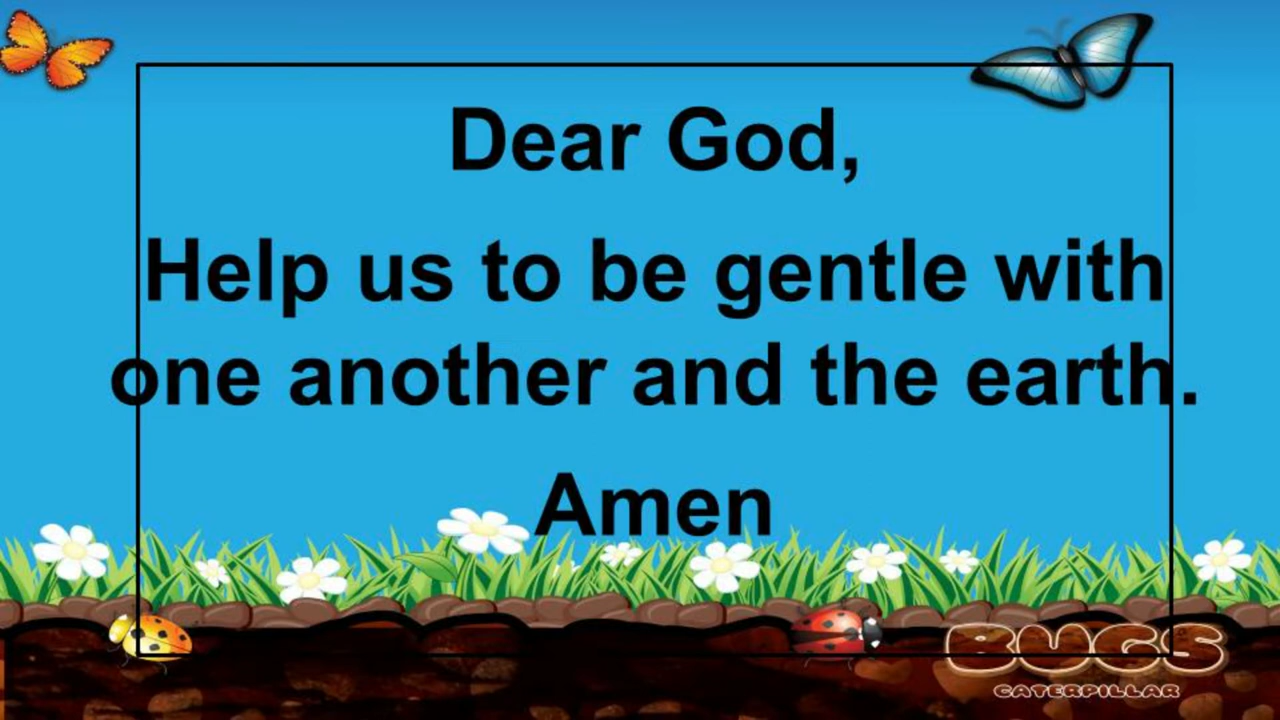 Dear God,
Help us to be gentle with
one another and the earth.
Amen
BUGS
CATERPILLAR